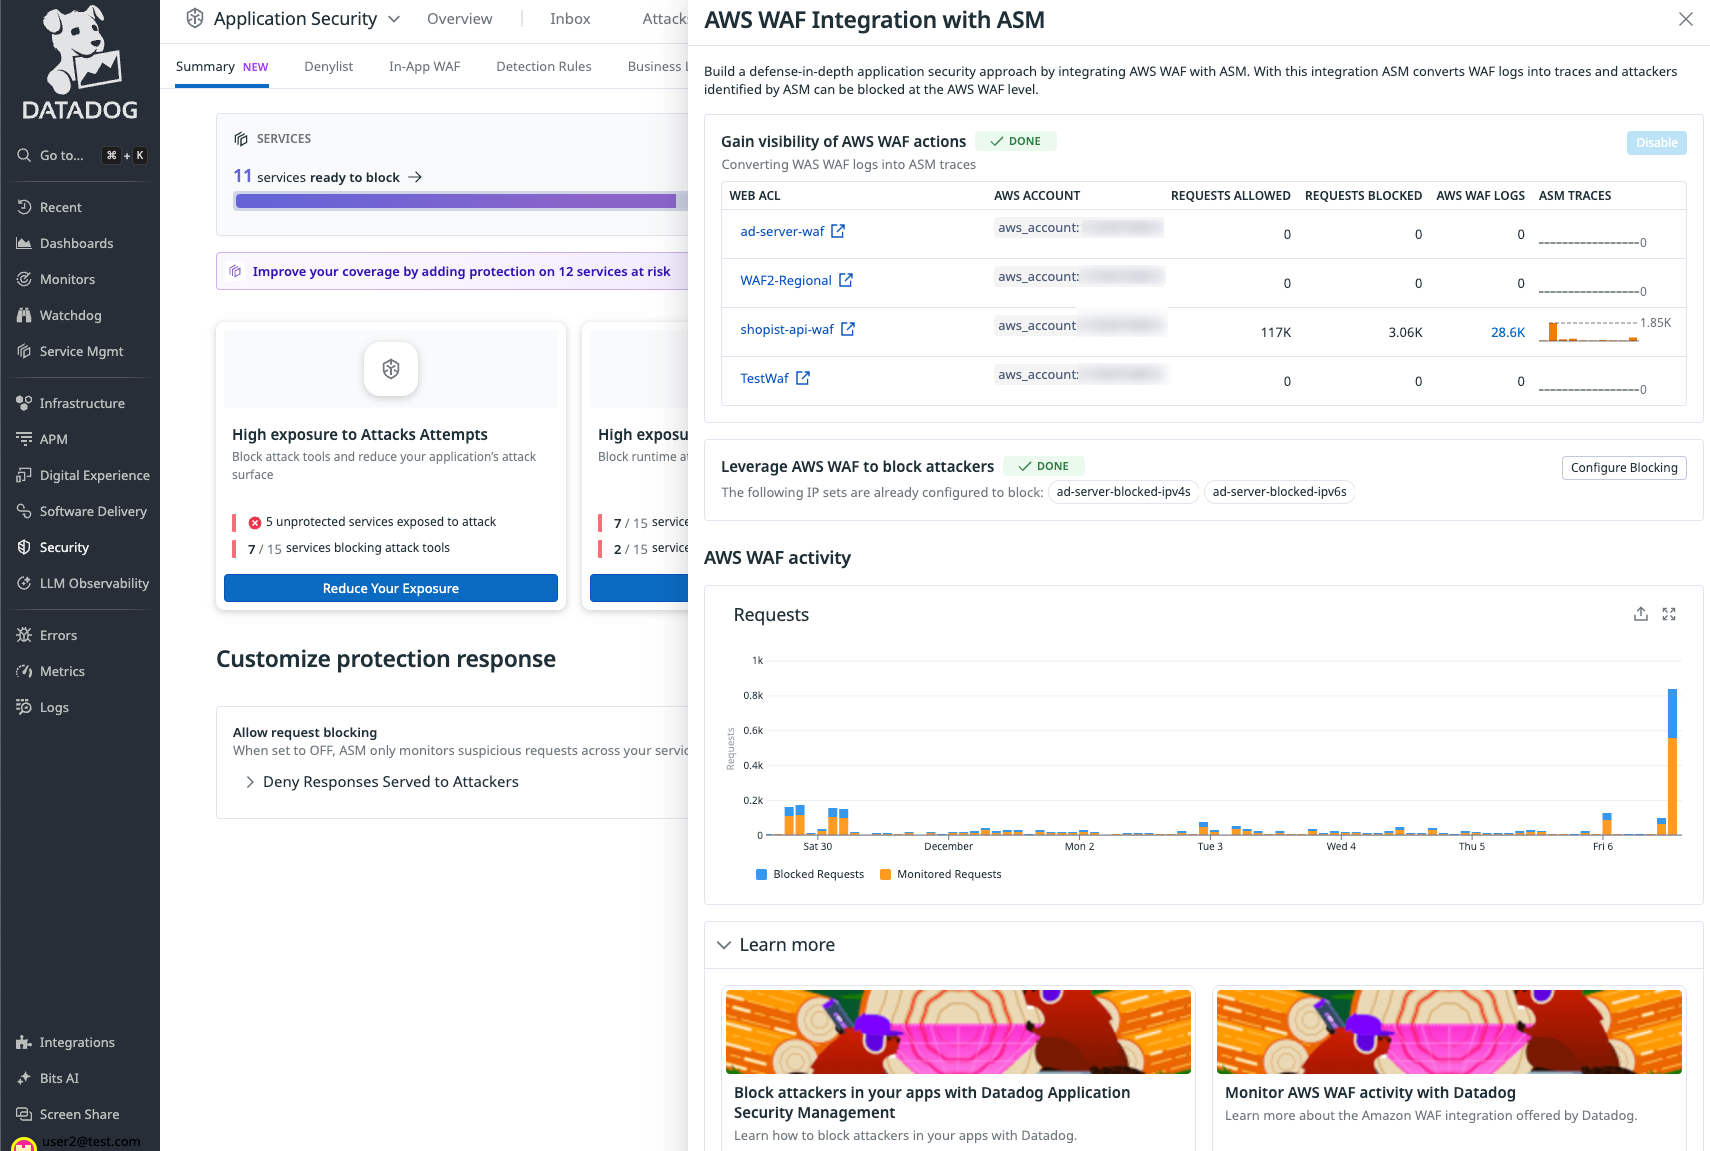 DATADOG
Go to... ⌘ + K
Recent
Dashboards
Monitors
Watchdog
Service Mgmt
Infrastructure
APM
Digital Experience
Software Delivery
Security
LLM Observability
Errors
Metrics
Logs
Integrations
Bits AI
Screen Share
user2@test.com
Application Security Overview Inbox Attacks
Summary NEW Denylist In-App WAF Detection Rules Business L
SERVICES
11 services ready to block →
Improve your coverage by adding protection on 12 services at risk
High exposure to Attacks Attempts
Block attack tools and reduce your application's attack
surface
5 unprotected services exposed to attack
7 / 15 services blocking attack tools
Reduce Your Exposure
High exposu
Block runtime at
7 / 15 service
2 / 15 service
Customize protection response
Allow request blocking
When set to OFF, ASM only monitors suspicious requests across your servic
Deny Responses Served to Attackers
AWS WAF Integration with ASM
Build a defense-in-depth application security approach by integrating AWS WAF with ASM. With this integration ASM converts WAF logs into traces and attackers
identified by ASM can be blocked at the AWS WAF level.
Gain visibility of AWS WAF actions DONE Disable
Converting WAS WAF logs into ASM traces
WEB ACL AWS ACCOUNT REQUESTS ALLOWED REQUESTS BLOCKED AWS WAF LOGS ASM TRACES
ad-server-waf aws_account: 0 0 0 0
WAF2-Regional aws_account: 0 0 0 0
shopist-api-waf aws_account 117K 3.06K 28.6K 1.85K
TestWaf aws_account: 0 0 0 0
Leverage AWS WAF to block attackers DONE Configure Blocking
The following IP sets are already configured to block: ad-server-blocked-ipv4s ad-server-blocked-ipv6s
AWS WAF activity
Requests
Requests
1k
0.8k
0.6k
0.4k
0.2k
0
Sat 30 December Mon 2 Tue 3 Wed 4 Thu 5 Fri 6
Blocked Requests Monitored Requests
Learn more
Block attackers in your apps with Datadog Application
Security Management
Learn how to block attackers in your apps with Datadog.
Monitor AWS WAF activity with Datadog
Learn more about the Amazon WAF integration offered by Datadog.